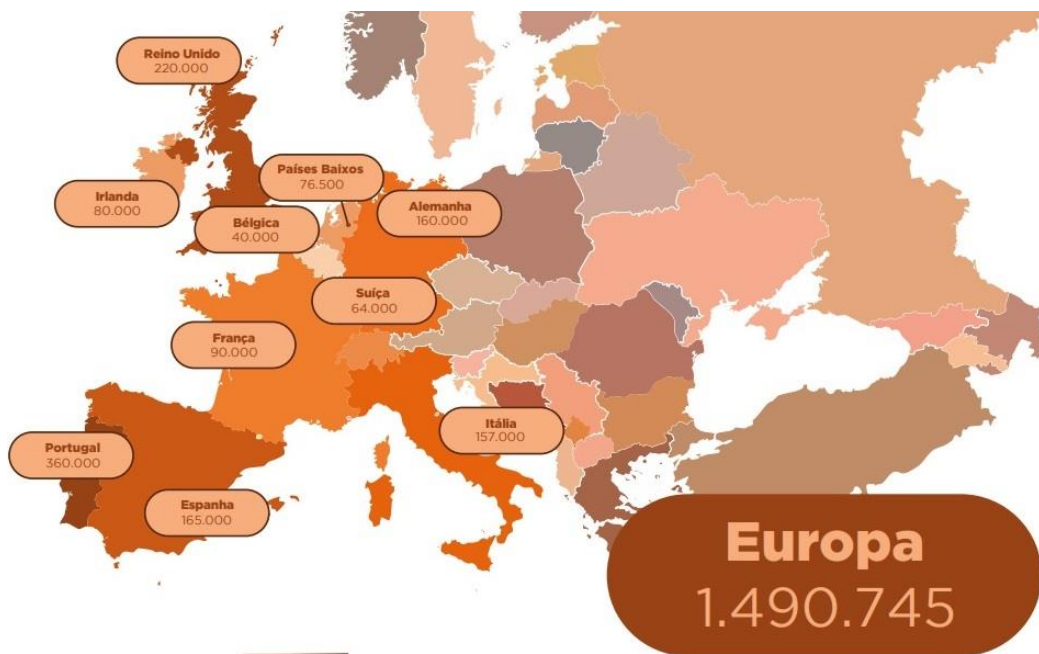 Reino Unido
220.000
Países Baixos
76.500
Irlanda
80.000
Alemanha
160.000
Bélgica
40.000
Suíça
64.000
França
90.000
Itália
157.000
Portugal
360.000
Espanha
165.000
Europa
1.490.745